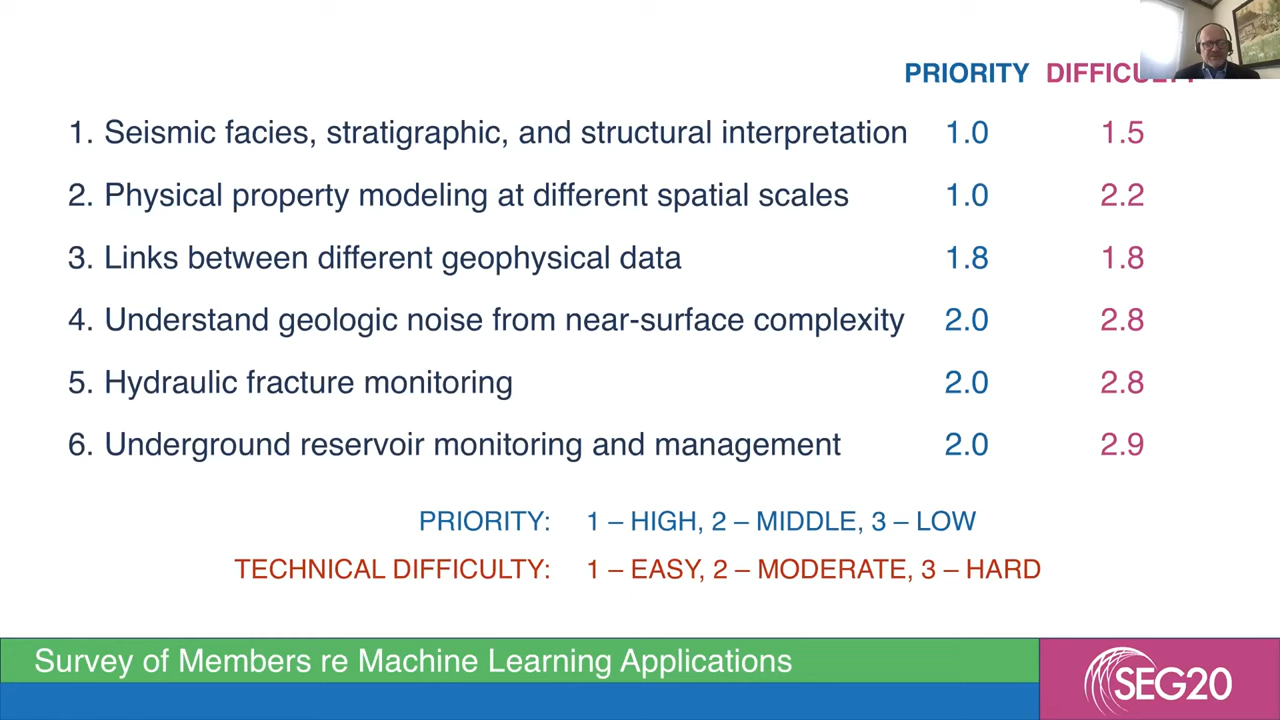 PRIORITY DIFFICULTY
1. Seismic facies, stratigraphic, and structural interpretation 1.0 1.5
2. Physical property modeling at different spatial scales 1.0 2.2
3. Links between different geophysical data 1.8 1.8
4. Understand geologic noise from near-surface complexity 2.0 2.8
5. Hydraulic fracture monitoring 2.0 2.8
6. Underground reservoir monitoring and management 2.0 2.9
PRIORITY: 1 – HIGH, 2 – MIDDLE, 3 – LOW
TECHNICAL DIFFICULTY: 1 – EASY, 2 – MODERATE, 3 – HARD
Survey of Members re Machine Learning Applications
SEG20